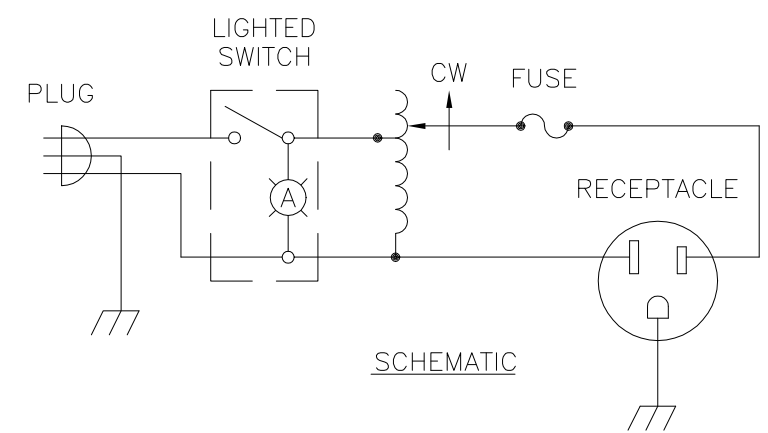 LIGHTED
SWITCH
PLUG
CW
FUSE
A
RECEPTACLE
SCHEMATIC